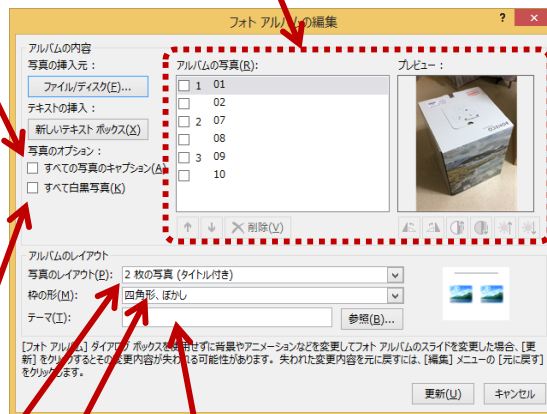 フォト アルバムの編集
? ×
アルバムの内容
写真の挿入元：
ファイル/ディスク(F)...
テキストの挿入：
新しいテキスト ボックス(X)
写真のオプション：
すべての写真のキャプション(A)
すべて白黒写真(K)
アルバムの写真(R)：
1 01
02
2 07
08
3 09
10
削除(V)
プレビュー：
アルバムのレイアウト
写真のレイアウト(P)： 2 枚の写真 (タイトル付き)
枠の形(M)： 四角形、ぼかし
テーマ(T)：
参照(B)...
[フォト アルバム] ダイアログ ボックスを使用せずに背景やアニメーションなどを変更してフォト アルバムのスライドを変更した場合、[更
新] をクリックするとその変更内容が失われる可能性があります。失われた変更内容を元に戻すには、[編集] メニューの [元に戻す]
をクリックします。
更新(U) キャンセル